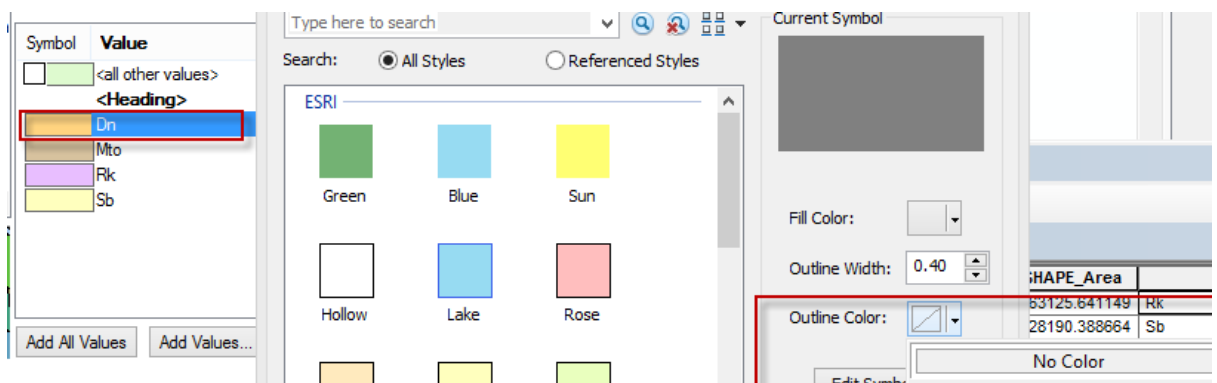 Symbol Value
<all other values>
<Heading>
Dn
Mto
Rk
Sb
Add All Values Add Values...
Type here to search
Search: All Styles Referenced Styles
ESRI
Green Blue Sun
Hollow Lake Rose
Current Symbol
Fill Color:
Outline Width: 0.40
Outline Color:
No Color
SHAPE_Area
63125.641149 Rk
28190.388664 Sb